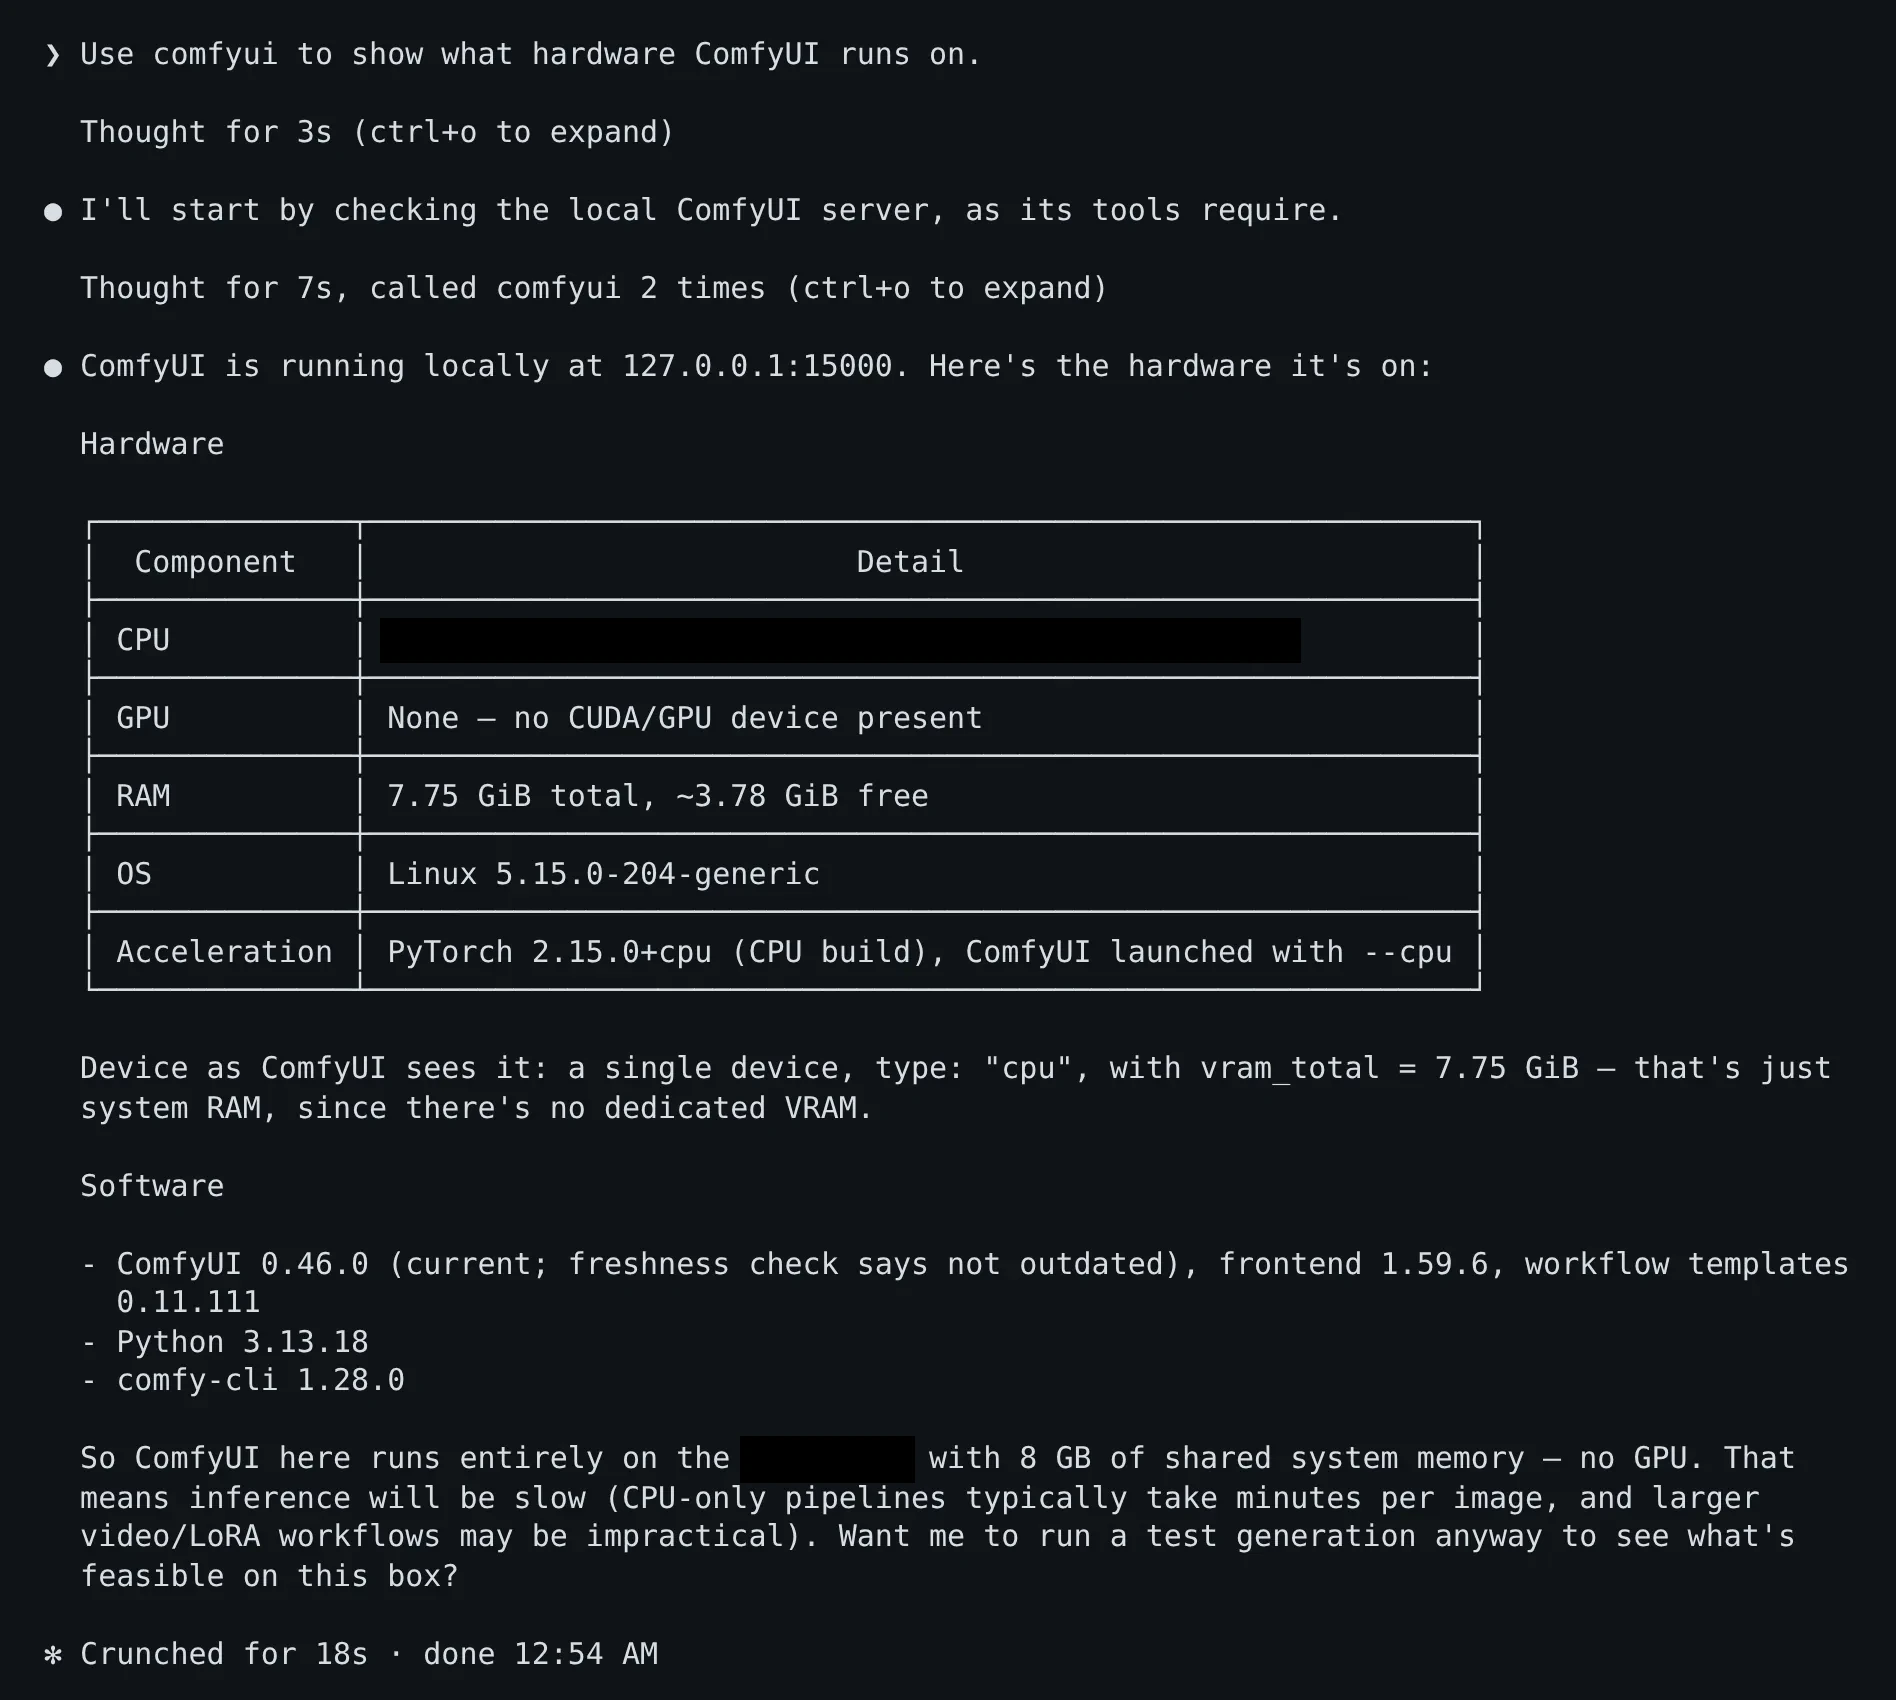 ❯ Use comfyui to show what hardware ComfyUI runs on.
Thought for 3s (ctrl+o to expand)
● I'll start by checking the local ComfyUI server, as its tools require.
Thought for 7s, called comfyui 2 times (ctrl+o to expand)
● ComfyUI is running locally at 127.0.0.1:15000. Here's the hardware it's on:
Hardware
Component Detail
CPU
GPU None — no CUDA/GPU device present
RAM 7.75 GiB total, ~3.78 GiB free
OS Linux 5.15.0-204-generic
Acceleration PyTorch 2.15.0+cpu (CPU build), ComfyUI launched with --cpu
Device as ComfyUI sees it: a single device, type: "cpu", with vram_total = 7.75 GiB — that's just
system RAM, since there's no dedicated VRAM.
Software
- ComfyUI 0.46.0 (current; freshness check says not outdated), frontend 1.59.6, workflow templates
0.11.111
- Python 3.13.18
- comfy-cli 1.28.0
So ComfyUI here runs entirely on the with 8 GB of shared system memory — no GPU. That
means inference will be slow (CPU-only pipelines typically take minutes per image, and larger
video/LoRA workflows may be impractical). Want me to run a test generation anyway to see what's
feasible on this box?
✻ Crunched for 18s · done 12:54 AM